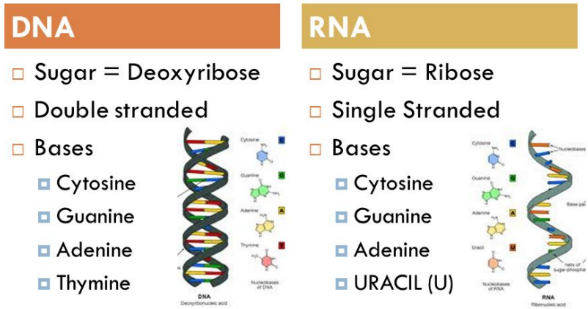 DNA
Sugar = Deoxyribose
Double stranded
Bases
Cytosine
Guanine
Adenine
Thymine
Cytosine
C
Guanine
G
Adenine
A
Thymine
T
Nucleobases
of DNA
DNA
Deoxyribonucleic acid
RNA
Sugar = Ribose
Single Stranded
Bases
Cytosine
Guanine
Adenine
URACIL (U)
Cytosine
C
Guanine
G
Adenine
A
Uracil
U
Nucleobases
of RNA
Nucleobases
Base pai
helix of
sugar-phosphate
RNA
Ribonucleic acid